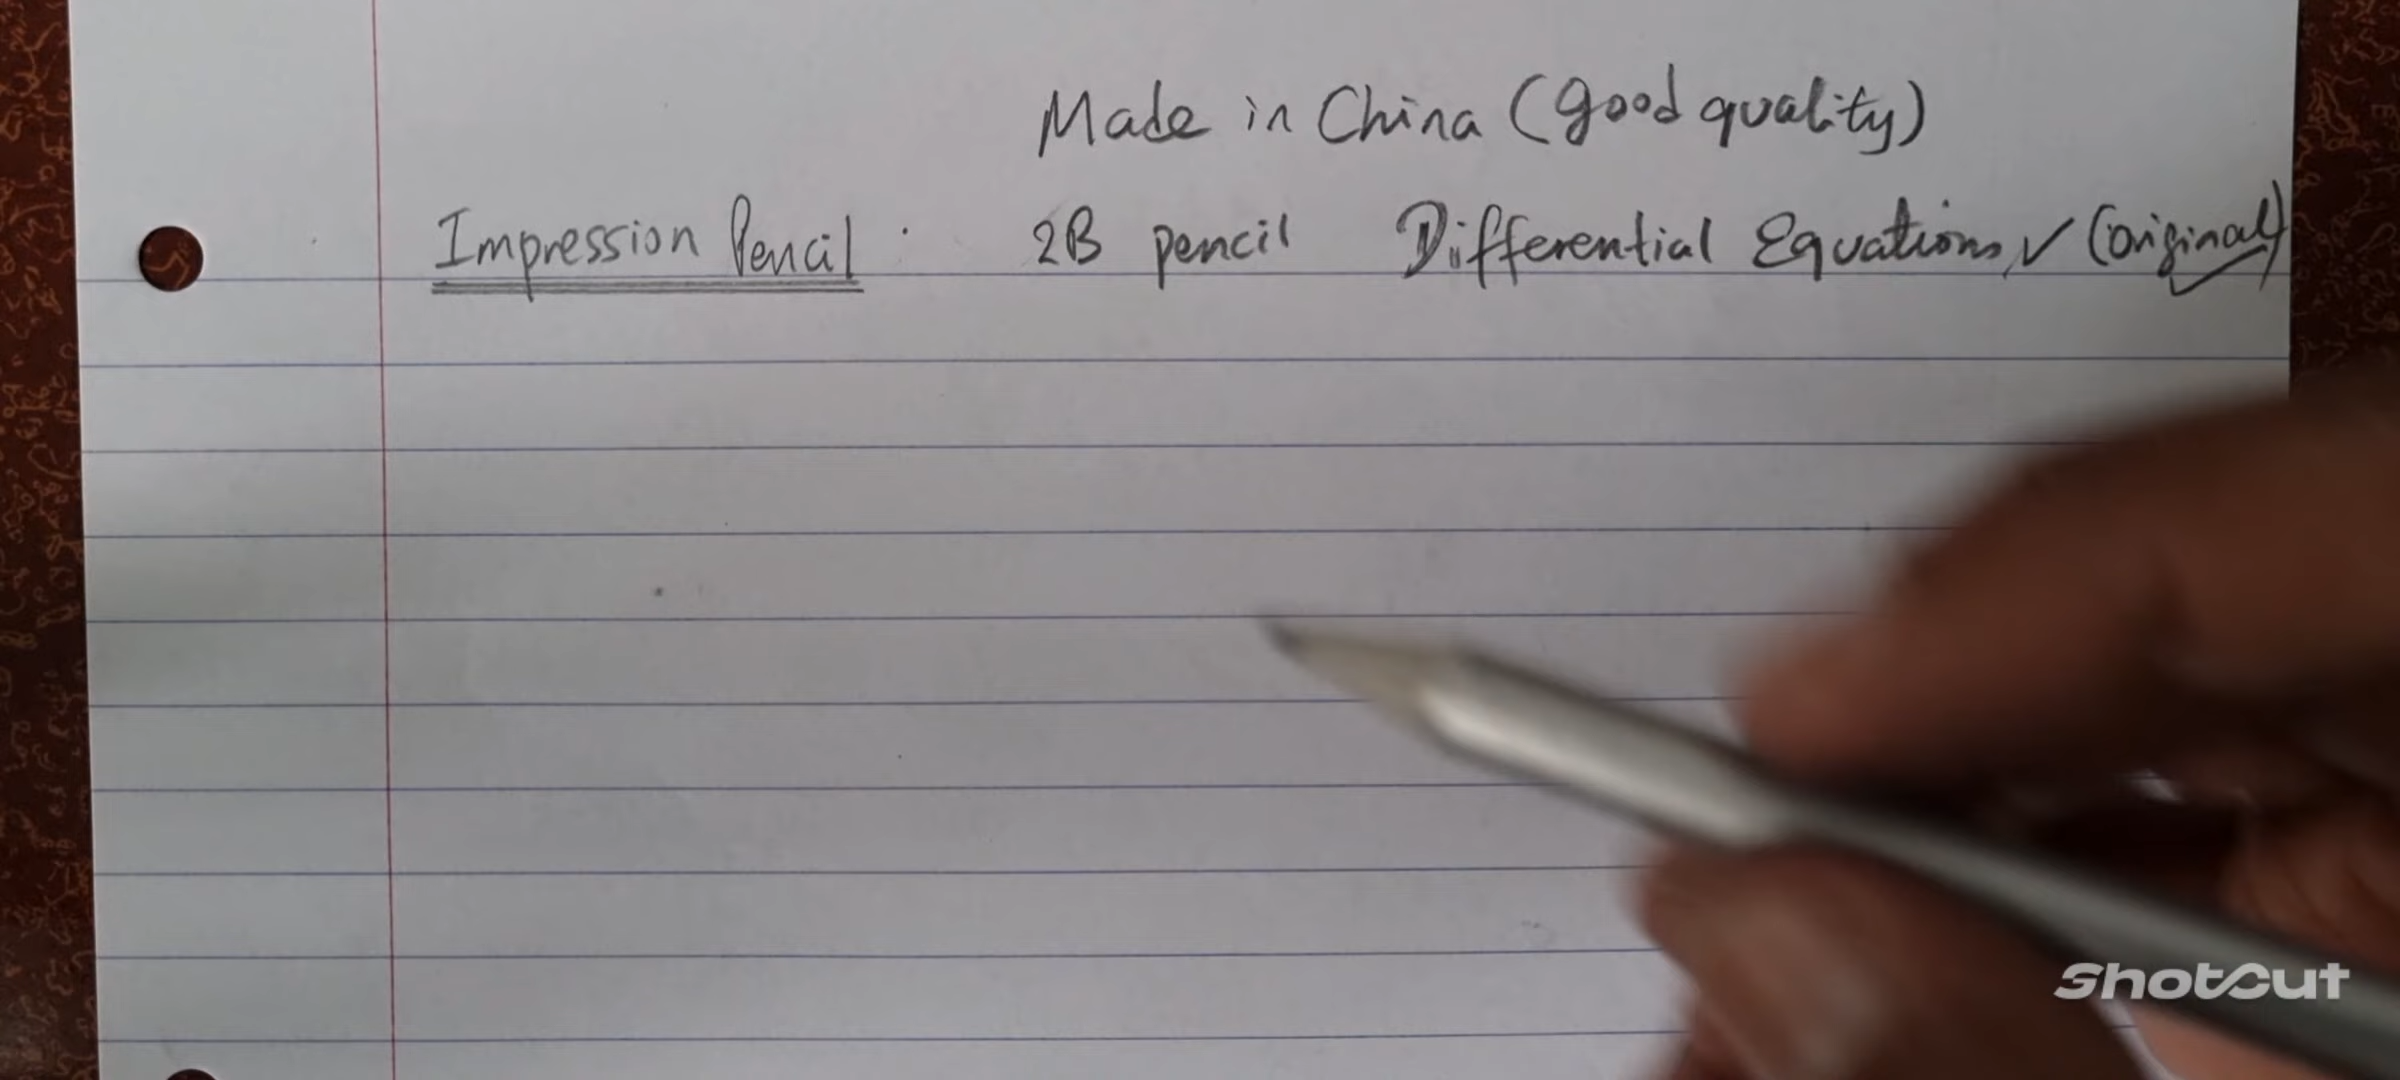 Made in China (good quality)
Impression Pencil . 2B pencil Differential Equations, ✓ (original)
ShotCut